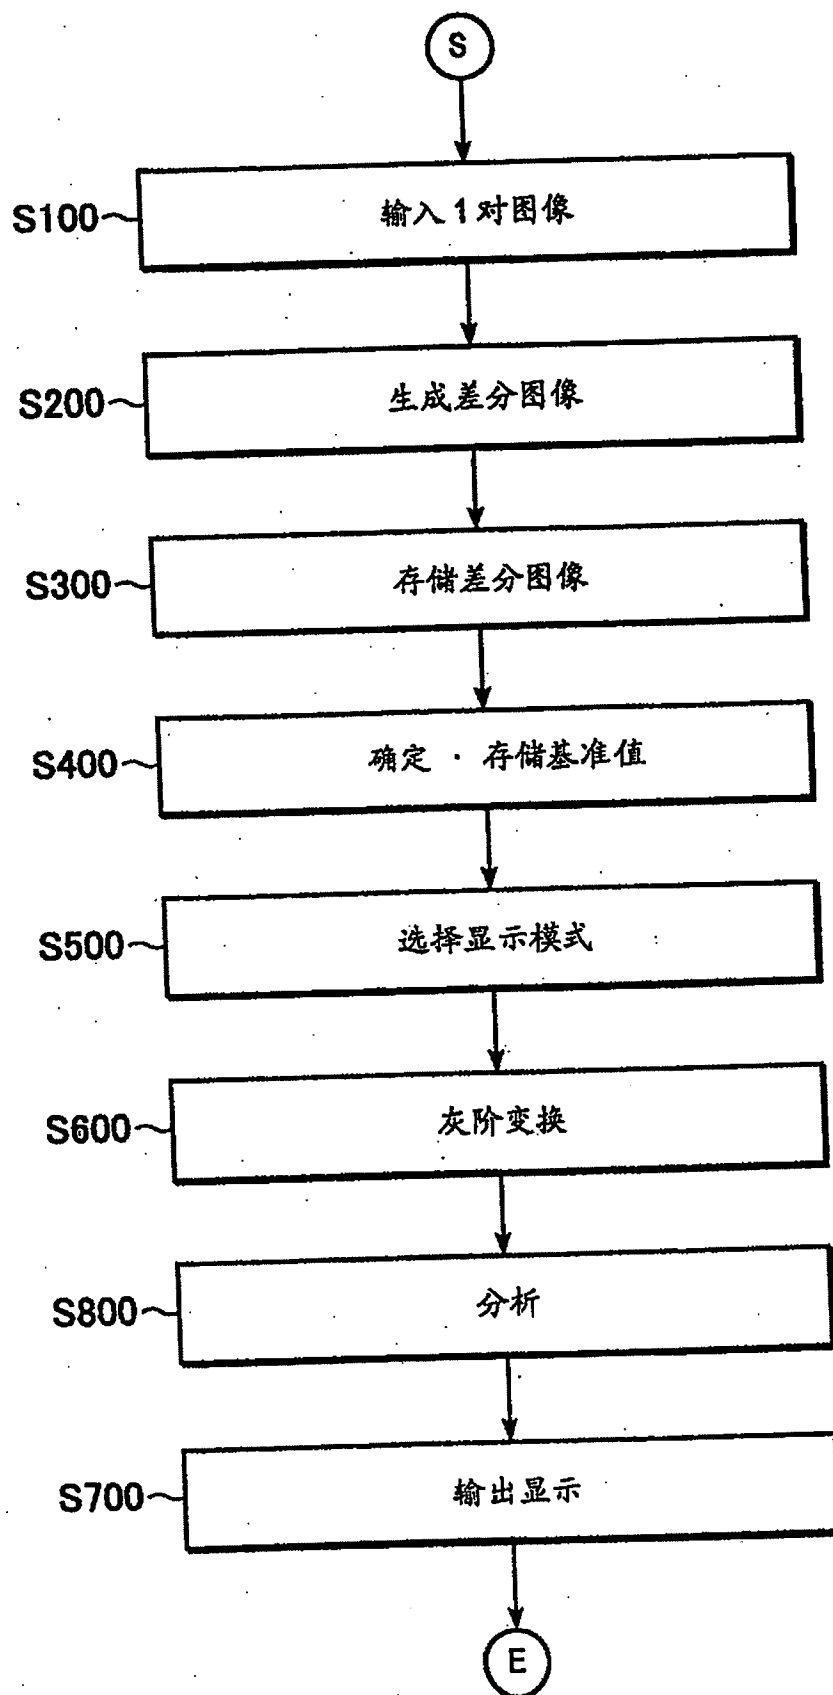 S
S100 输入1对图像
S200 生成差分图像
S300 存储差分图像
S400 确定・存储基准值
S500 选择显示模式
S600 灰阶变换
S800 分析
S700 输出显示
E